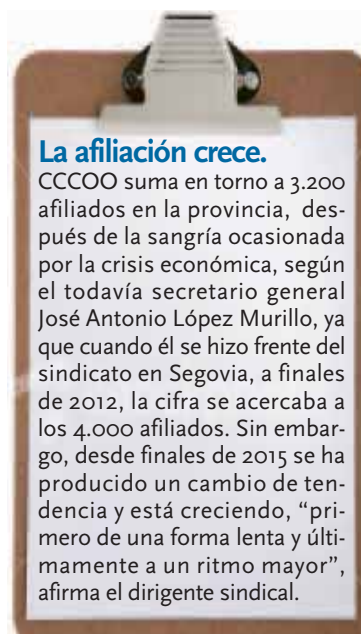 La afiliación crece.
CCCOO suma en torno a 3.200
afiliados en la provincia, des-
pués de la sangría ocasionada
por la crisis económica, según
el todavía secretario general
José Antonio López Murillo, ya
que cuando él se hizo frente del
sindicato en Segovia, a finales
de 2012, la cifra se acercaba a
los 4.000 afiliados. Sin embar-
go, desde finales de 2015 se ha
producido un cambio de ten-
dencia y está creciendo, “pri-
mero de una forma lenta y últi-
mamente a un ritmo mayor”,
afirma el dirigente sindical.